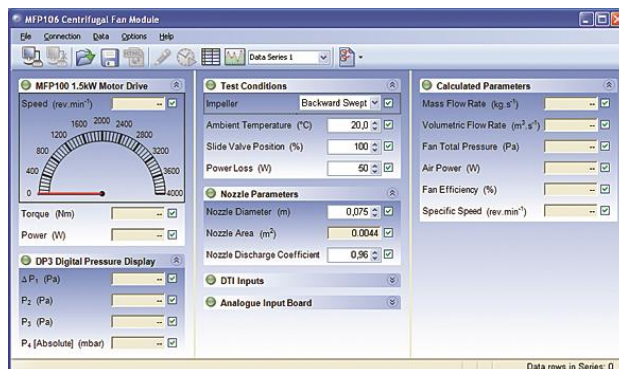 MFP106 Centrifugal Fan Module
File Connection Data Options Help
Data Series 1
MFP100 1.5kW Motor Drive
Speed (rev.min⁻¹) --
0 400 800 1200 1600 2000 2400 2800 3200 3600 4000
Torque (Nm) --
Power (W) --
DP3 Digital Pressure Display
Δ P₁ (Pa) --
P₂ (Pa) --
P₃ (Pa) --
P₄ [Absolute] (mbar) --
Test Conditions
Impeller Backward Swept
Ambient Temperature (°C) 20,0
Slide Valve Position (%) 100
Power Loss (W) 50
Nozzle Parameters
Nozzle Diameter (m) 0,075
Nozzle Area (m²) 0.0044
Nozzle Discharge Coefficient 0,96
DTI Inputs
Analogue Input Board
Calculated Parameters
Mass Flow Rate (kg.s⁻¹) --
Volumetric Flow Rate (m³.s⁻¹) --
Fan Total Pressure (Pa) --
Air Power (W) --
Fan Efficiency (%) --
Specific Speed (rev.min⁻¹) --
Data rows in Series: 0